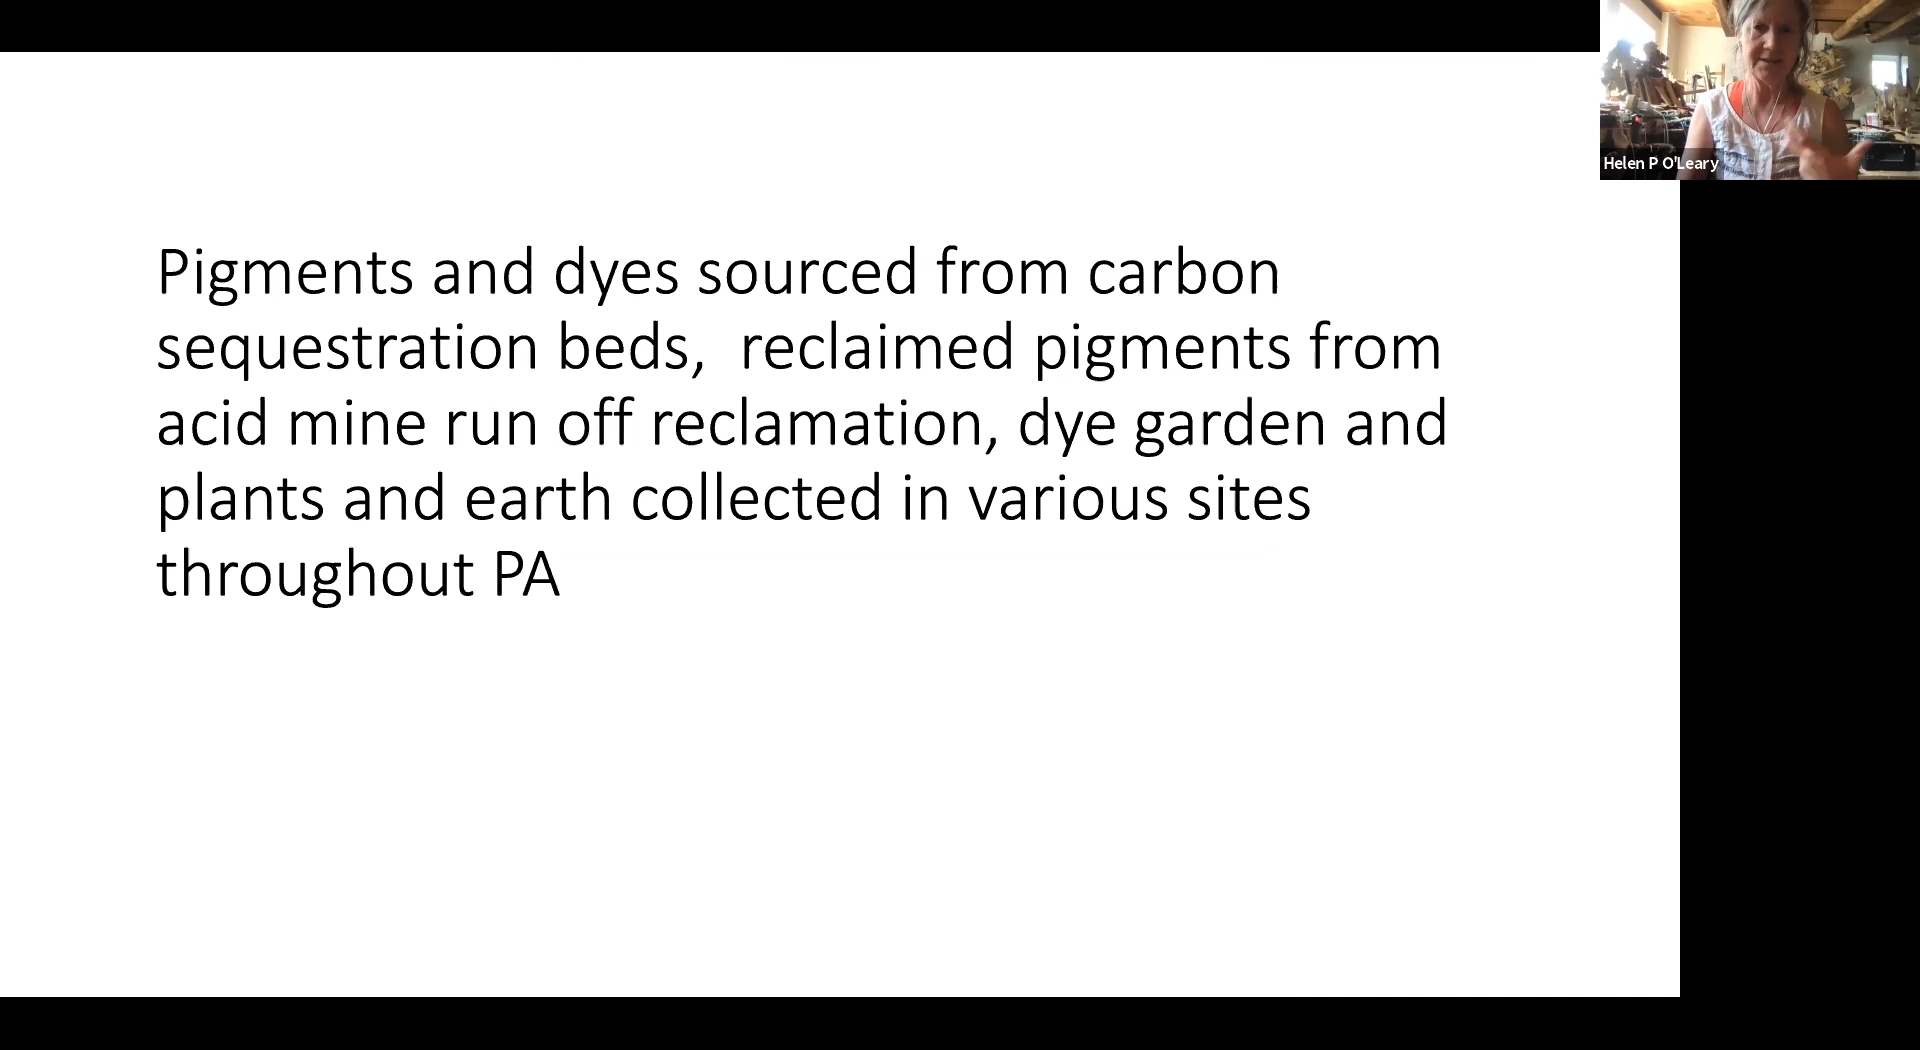 Helen P O'Leary
Pigments and dyes sourced from carbon
sequestration beds,  reclaimed pigments from
acid mine run off reclamation, dye garden and
plants and earth collected in various sites
throughout PA